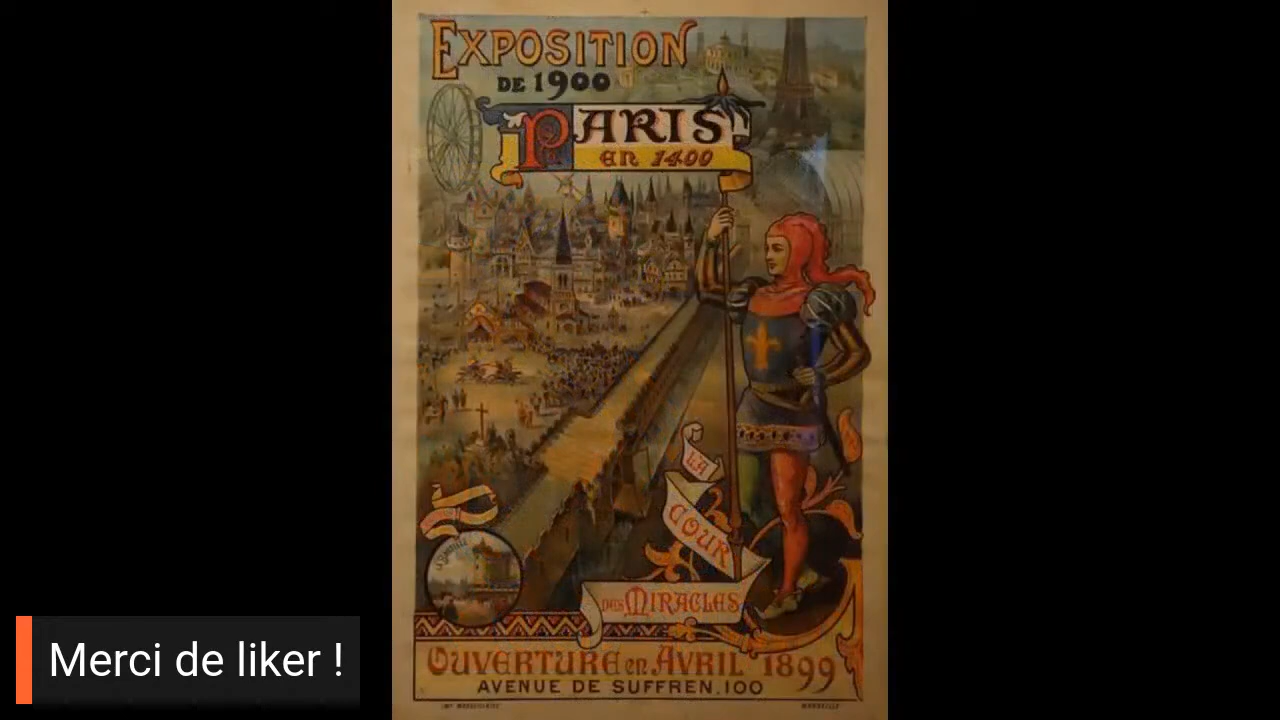 EXPOSITION
DE 1900
PARIS
EN 1400
LA
COUR
DES MIRACLES
OUVERTURE en AVRIL 1899
AVENUE DE SUFFREN, 100
MARSEILLE
Merci de liker !